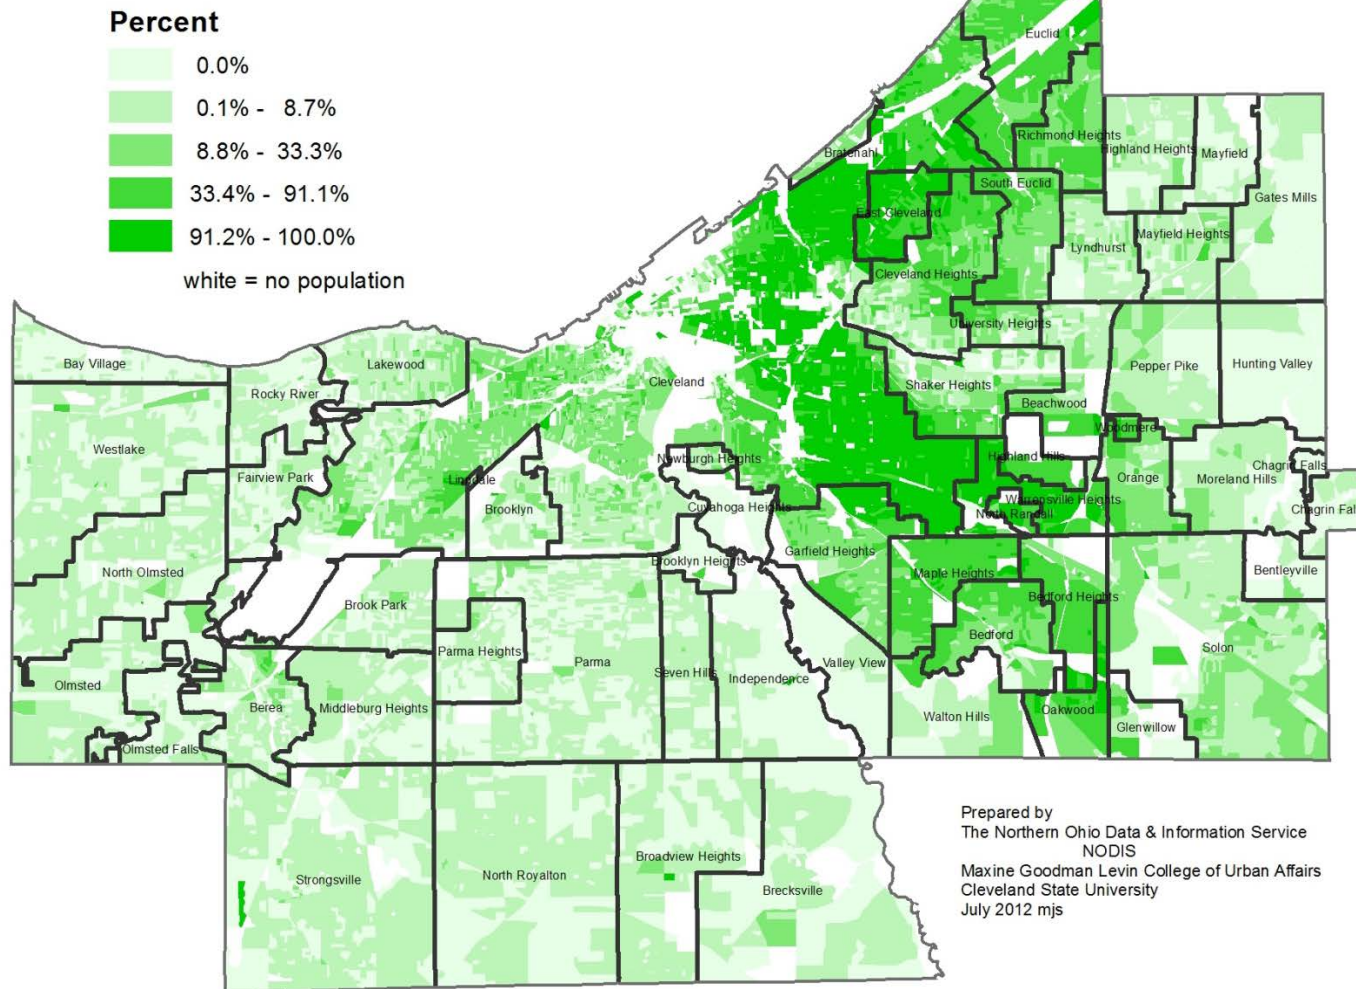 Percent
0.0%
0.1% - 8.7%
8.8% - 33.3%
33.4% - 91.1%
91.2% - 100.0%
white = no population
Euclid
Richmond Heights
Highland Heights
Mayfield
Bratenahl
South Euclid
Gates Mills
East Cleveland
Mayfield Heights
Lyndhurst
Cleveland Heights
University Heights
Bay Village
Lakewood
Rocky River
Cleveland
Shaker Heights
Pepper Pike
Hunting Valley
Beachwood
Woodmere
Westlake
Fairview Park
Linndale
Newburgh Heights
Highland Hills
Orange
Moreland Hills
Chagrin Falls
Brooklyn
Cuyahoga Heights
Warrensville Heights
North Randall
Chagrin Fal
Garfield Heights
Brooklyn Heights
North Olmsted
Maple Heights
Bentleyville
Brook Park
Bedford Heights
Bedford
Solon
Parma Heights
Parma
Seven Hills
Independence
Valley View
Olmsted
Berea
Middleburg Heights
Walton Hills
Oakwood
Glenwillow
Olmsted Falls
Strongsville
North Royalton
Broadview Heights
Brecksville
Prepared by
The Northern Ohio Data & Information Service
NODIS
Maxine Goodman Levin College of Urban Affairs
Cleveland State University
July 2012 mjs